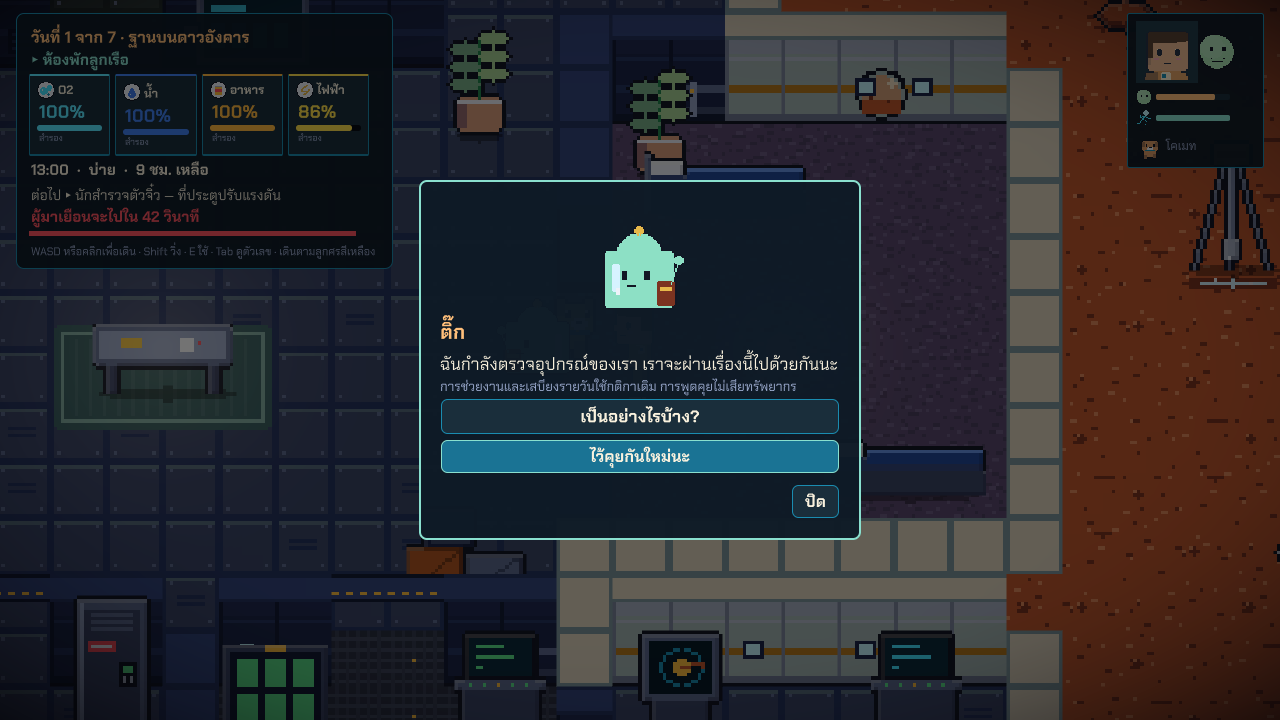 วันที่ 1 จาก 7 · ฐานบนดาวอังคาร
▸ ห้องพักลูกเรือ
O2
100%
สำรอง
น้ำ
100%
สำรอง
อาหาร
100%
สำรอง
ไฟฟ้า
86%
สำรอง
13:00 · บ่าย · 9 ชม. เหลือ
ต่อไป ▸ นักสำรวจตัวจิ๋ว — ที่ประตูปรับแรงดัน
ผู้มาเยือนจะไปใน 42 วินาที
WASD หรือคลิกเพื่อเดิน · Shift วิ่ง · E ใช้ · Tab ดูตัวเลข · เดินตามลูกศรสีเหลือง
โคเมท
ติ๊ก
ฉันกำลังตรวจอุปกรณ์ของเรา เราจะผ่านเรื่องนี้ไปด้วยกันนะ
การช่วยงานและเสบียงรายวันใช้กติกาเดิม การพูดคุยไม่เสียทรัพยากร
เป็นอย่างไรบ้าง?
ไว้คุยกันใหม่นะ
ปิด